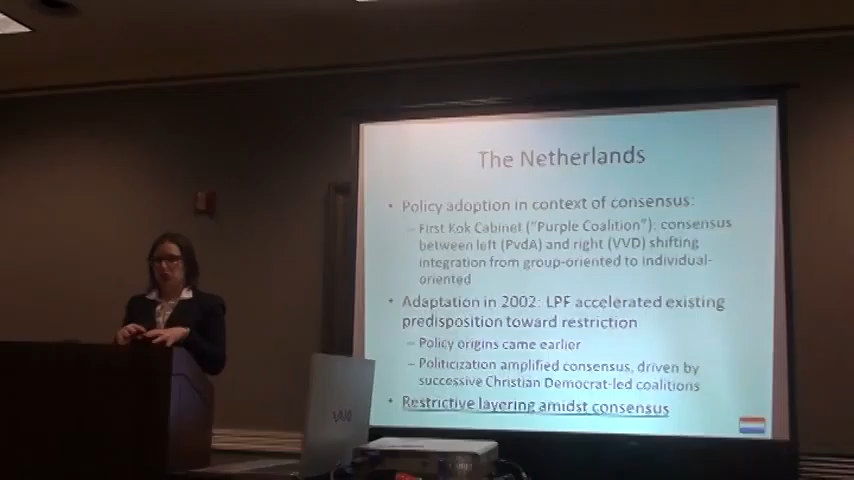 The Netherlands
• Policy adoption in context of consensus:
– First Kok Cabinet ("Purple Coalition"): consensus
between left (PvdA) and right (VVD) shifting
integration from group-oriented to individual-
oriented
• Adaptation in 2002: LPF accelerated existing
predisposition toward restriction
– Policy origins came earlier
– Politicization amplified consensus, driven by
successive Christian Democrat-led coalitions
• Restrictive layering amidst consensus
VAIO